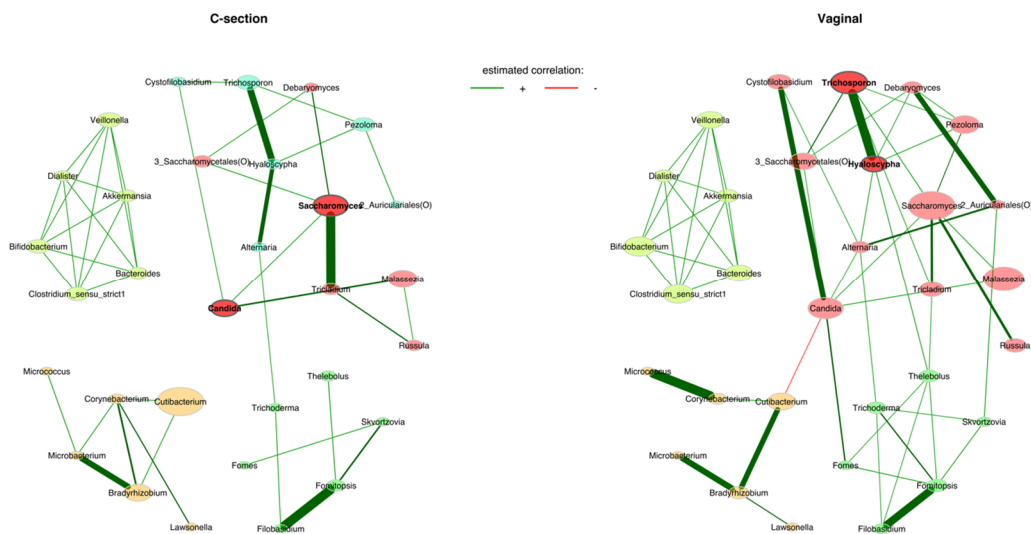 C-section
Vaginal
estimated correlation:
+ -
Cystofilobasidium
Trichosporon
Debaryomyces
Veillonella
Pezoloma
3_Saccharomycetales(O)
Hyaloscypha
Dialister
Akkermansia
Saccharomyces
2_Auriculariales(O)
Bifidobacterium
Alternaria
Bacteroides
Malassezia
Clostridium_sensu_strict1
Tricladium
Candida
Russula
Micrococcus
Thelebolus
Corynebacterium
Cutibacterium
Trichoderma
Skvortzovia
Microbacterium
Fomes
Bradyrhizobium
Fomitopsis
Lawsonella
Filobasidium
Cystofilobasidium
Trichosporon
Debaryomyces
Veillonella
Pezoloma
3_Saccharomycetales(O)
Hyaloscypha
Dialister
Akkermansia
Saccharomyces
2_Auriculariales(O)
Bifidobacterium
Alternaria
Bacteroides
Malassezia
Clostridium_sensu_strict1
Tricladium
Candida
Russula
Micrococcus
Thelebolus
Corynebacterium
Cutibacterium
Trichoderma
Skvortzovia
Microbacterium
Fomes
Bradyrhizobium
Fomitopsis
Lawsonella
Filobasidium